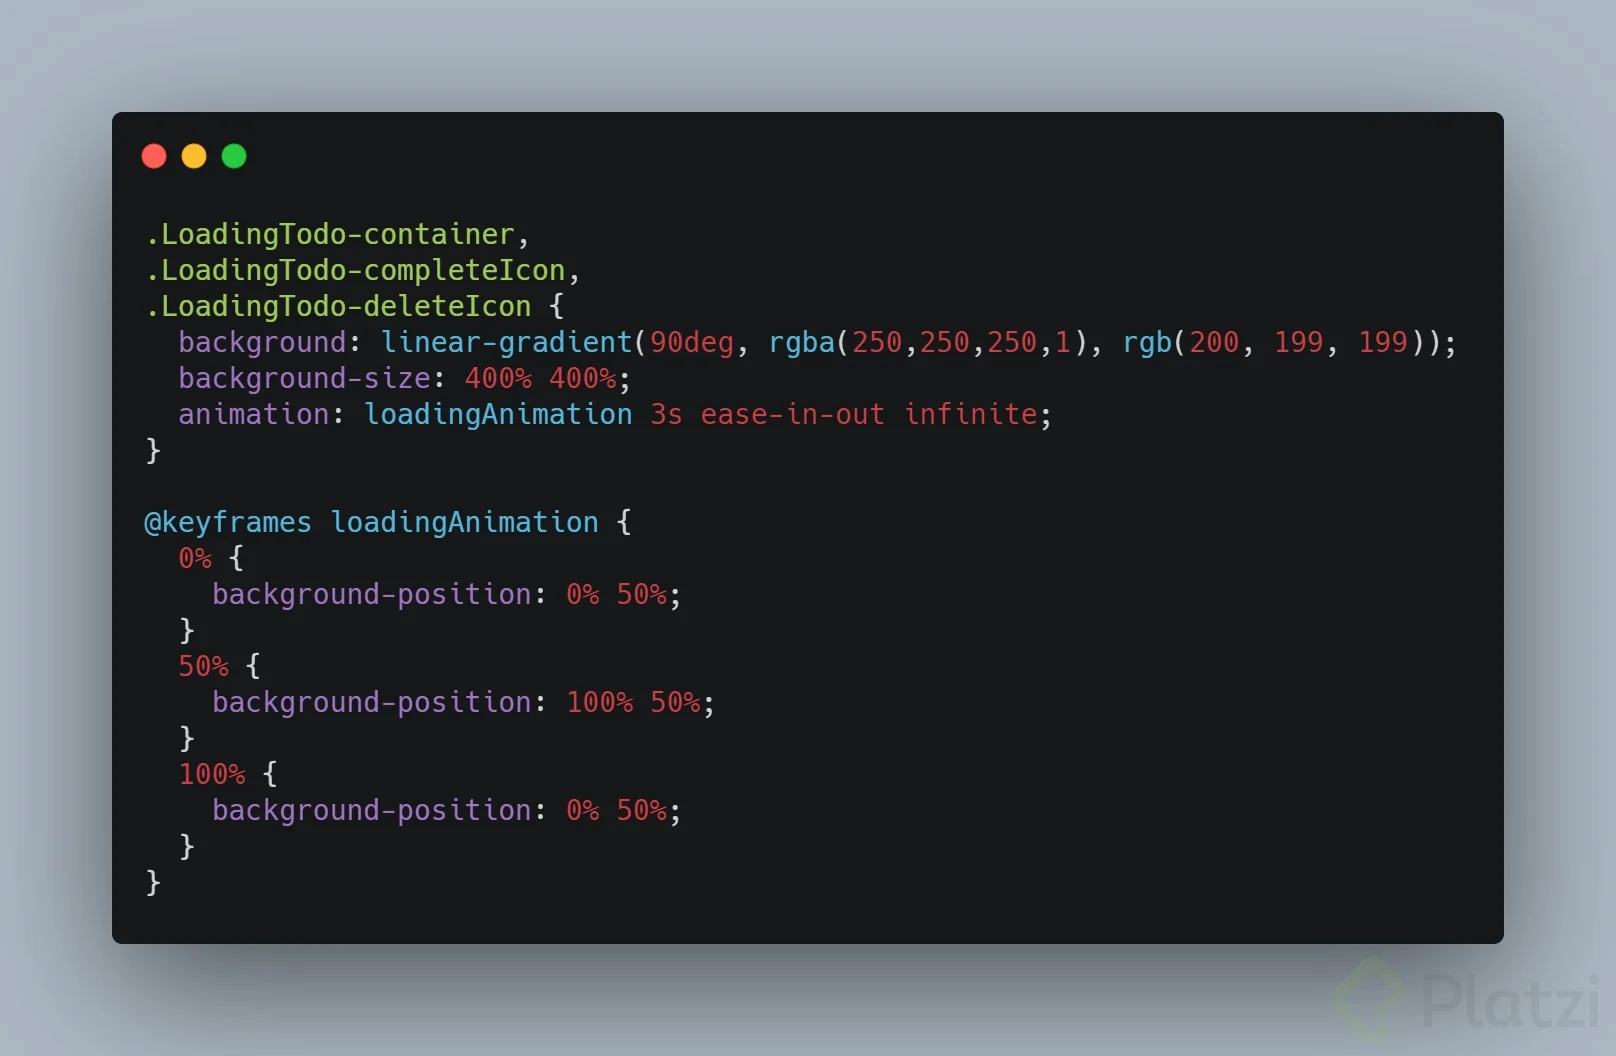 .LoadingTodo-container,
.LoadingTodo-completeIcon,
.LoadingTodo-deleteIcon {
  background: linear-gradient(90deg, rgba(250,250,250,1), rgb(200, 199, 199));
  background-size: 400% 400%;
  animation: loadingAnimation 3s ease-in-out infinite;
}

@keyframes loadingAnimation {
  0% {
    background-position: 0% 50%;
  }
  50% {
    background-position: 100% 50%;
  }
  100% {
    background-position: 0% 50%;
  }
}
Platzi